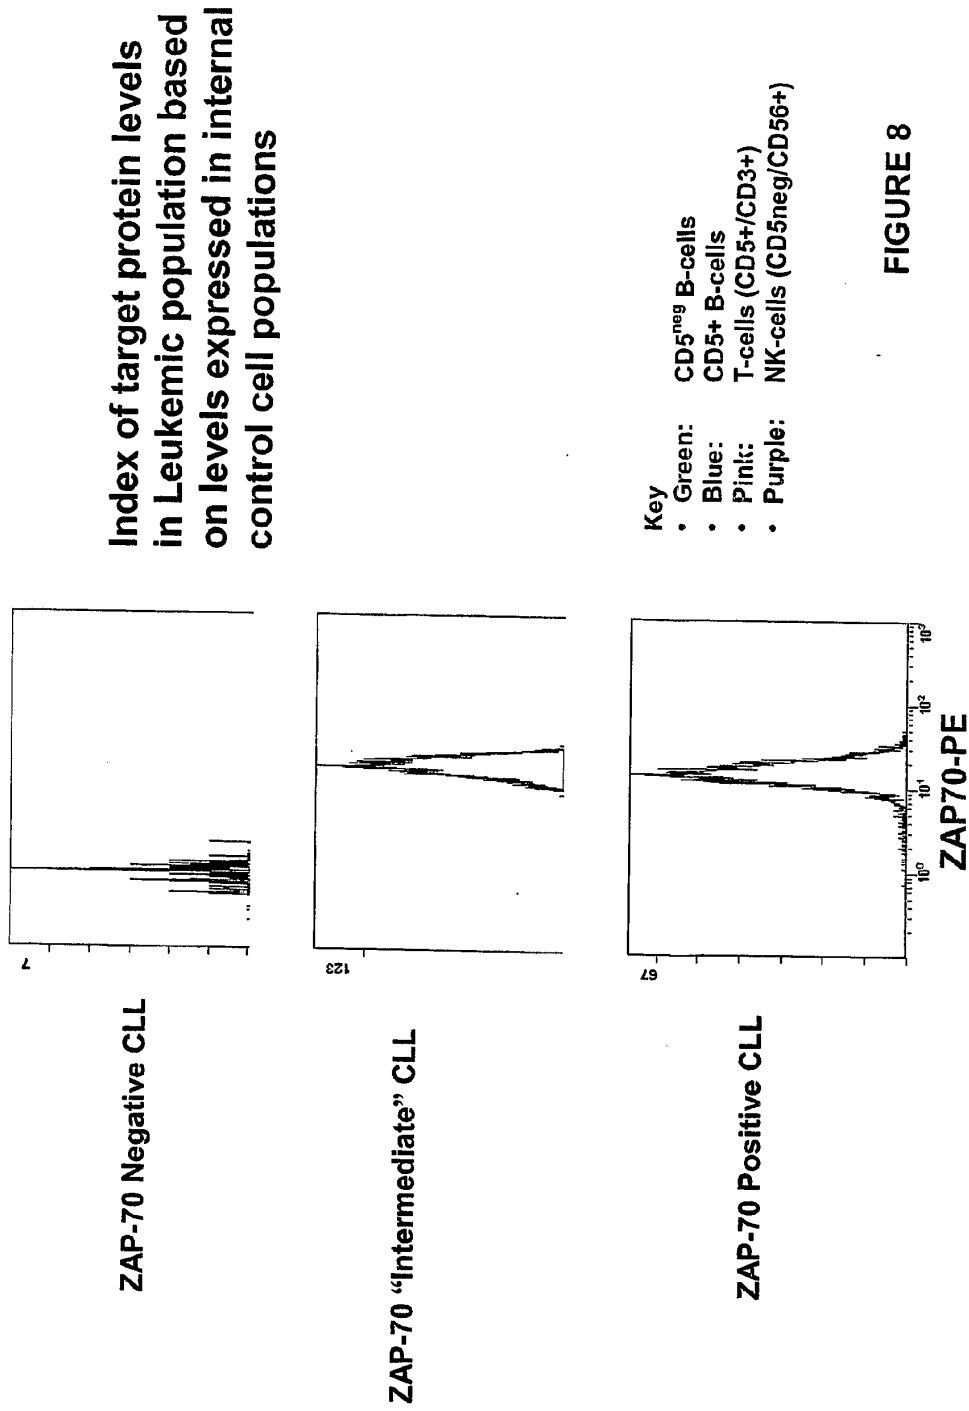 ZAP-70 Negative CLL
7
ZAP-70 “Intermediate” CLL
123
ZAP-70 Positive CLL
67
10⁰
10¹
10²
10³
ZAP70-PE
Index of target protein levels
in Leukemic population based
on levels expressed in internal
control cell populations
Key
• Green: CD5ⁿᵉᵍ B-cells
• Blue: CD5+ B-cells
• Pink: T-cells (CD5+/CD3+)
• Purple: NK-cells (CD5neg/CD56+)
FIGURE 8